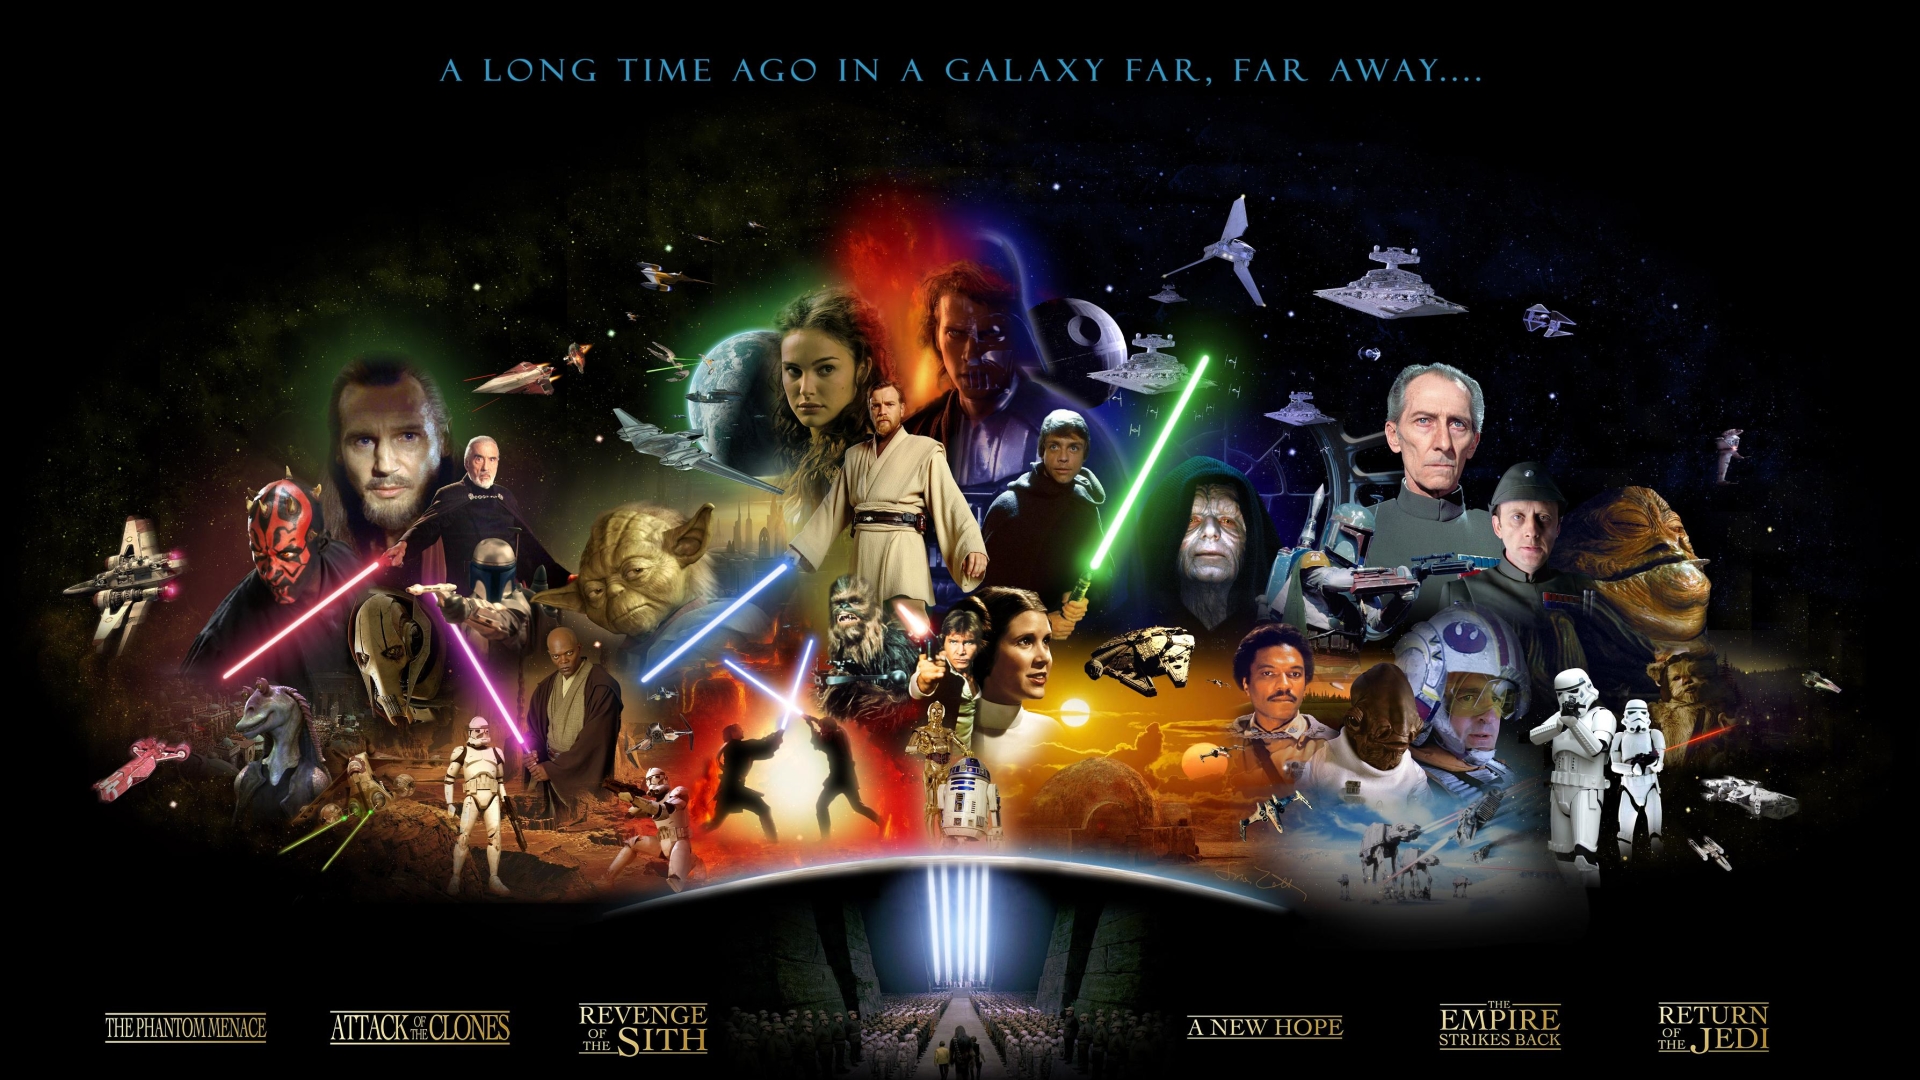 A LONG TIME AGO IN A GALAXY FAR, FAR AWAY....
THE PHANTOM MENACE
ATTACK OF THE CLONES
REVENGE
OF
THE SITH
A NEW HOPE
THE
EMPIRE
STRIKES BACK
RETURN
OF
THE JEDI